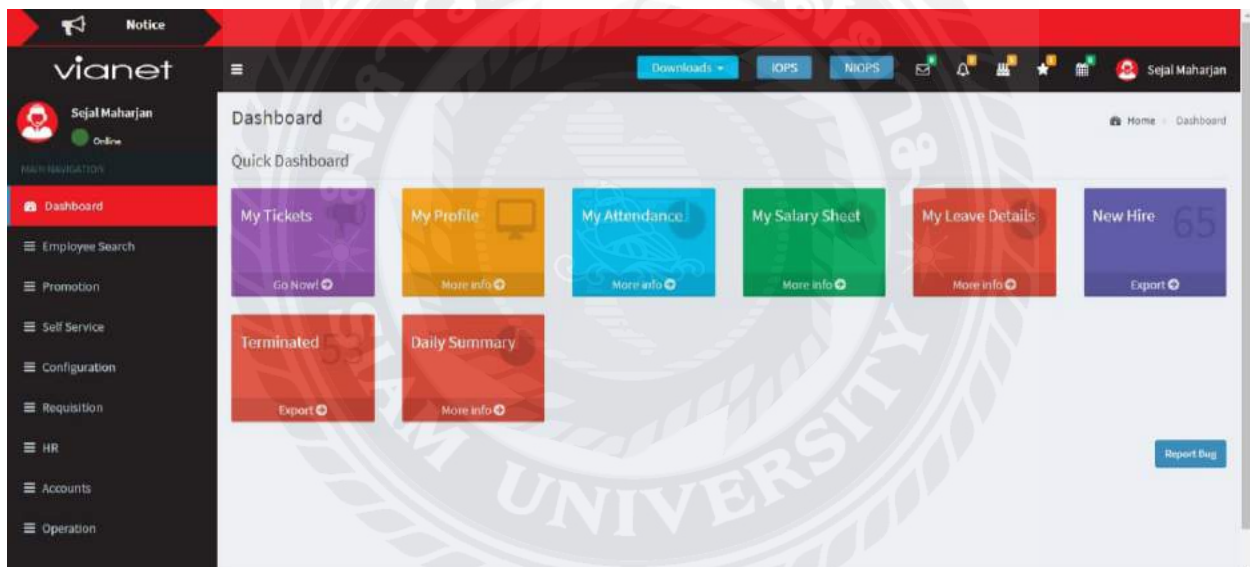 Notice
vianet
Downloads
IOPS
NIOPS
Sejal Maharjan
Sejal Maharjan
Online
MAIN NAVIGATION
Dashboard
Employee Search
Promotion
Self Service
Configuration
Requisition
HR
Accounts
Operation
Dashboard
Home
Dashboard
Quick Dashboard
My Tickets
Go Now!
My Profile
More info
My Attendance
More info
My Salary Sheet
More info
My Leave Details
More info
New Hire
65
Export
Terminated
53
Export
Daily Summary
More info
Report Bug
SIAM UNIVERSITY